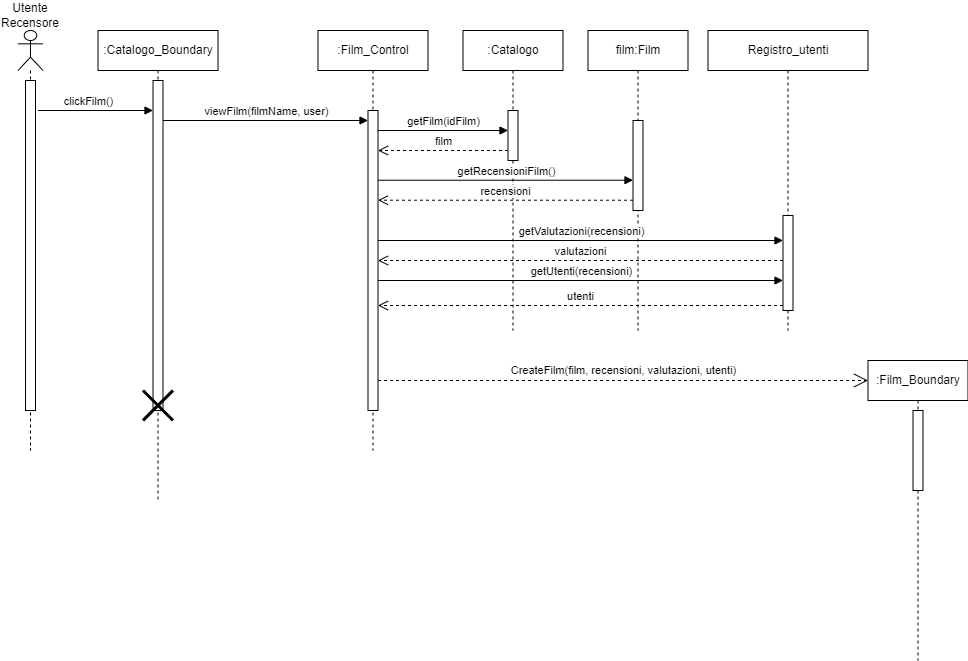 Utente
Recensore
:Catalogo_Boundary
:Film_Control
:Catalogo
film:Film
Registro_utenti
clickFilm()
viewFilm(filmName, user)
getFilm(idFilm)
film
getRecensioniFilm()
recensioni
getValutazioni(recensioni)
valutazioni
getUtenti(recensioni)
utenti
CreateFilm(film, recensioni, valutazioni, utenti)
:Film_Boundary